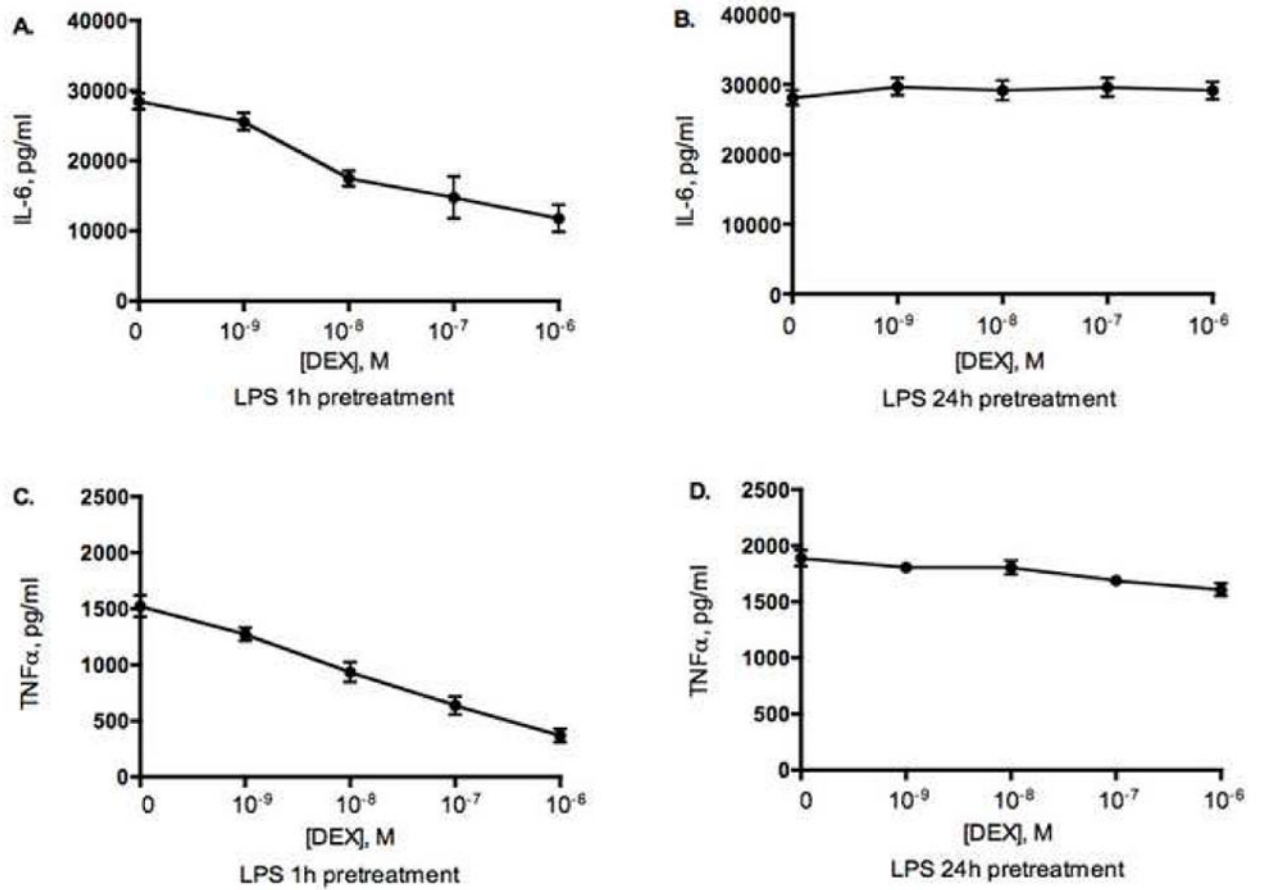 A.
40000
30000
20000
10000
0
IL-6, pg/ml
0 10⁻⁹ 10⁻⁸ 10⁻⁷ 10⁻⁶
[DEX], M
LPS 1h pretreatment
B.
40000
30000
20000
10000
0
IL-6, pg/ml
0 10⁻⁹ 10⁻⁸ 10⁻⁷ 10⁻⁶
[DEX], M
LPS 24h pretreatment
C.
2500
2000
1500
1000
500
0
TNFα, pg/ml
0 10⁻⁹ 10⁻⁸ 10⁻⁷ 10⁻⁶
[DEX], M
LPS 1h pretreatment
D.
2500
2000
1500
1000
500
0
TNFα, pg/ml
0 10⁻⁹ 10⁻⁸ 10⁻⁷ 10⁻⁶
[DEX], M
LPS 24h pretreatment